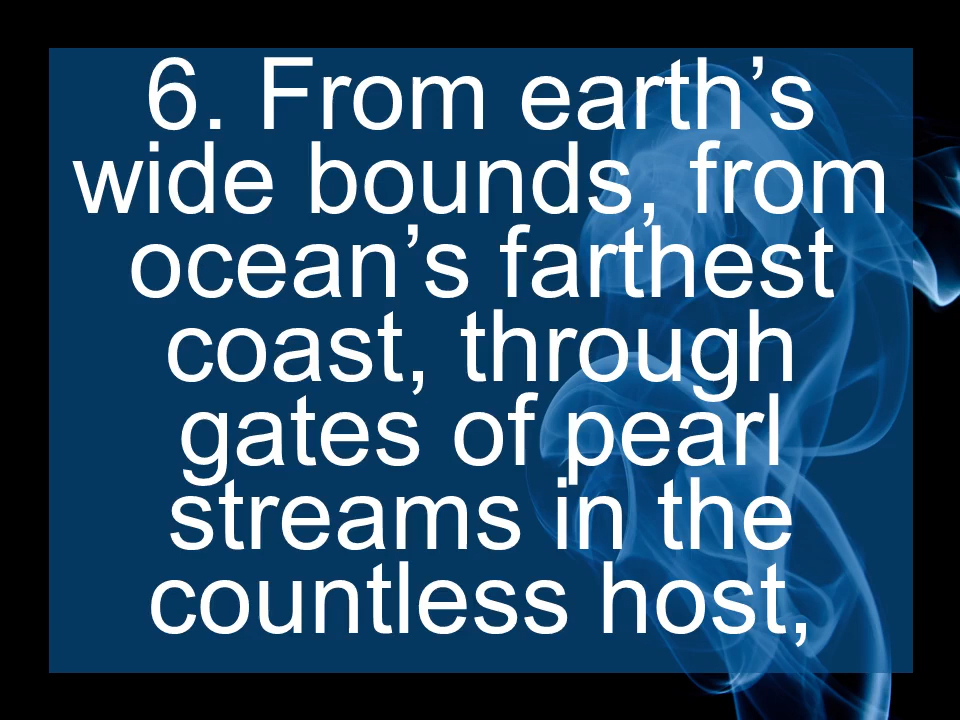 6. From earth’s
wide bounds, from
ocean’s farthest
coast, through
gates of pearl
streams in the
countless host,